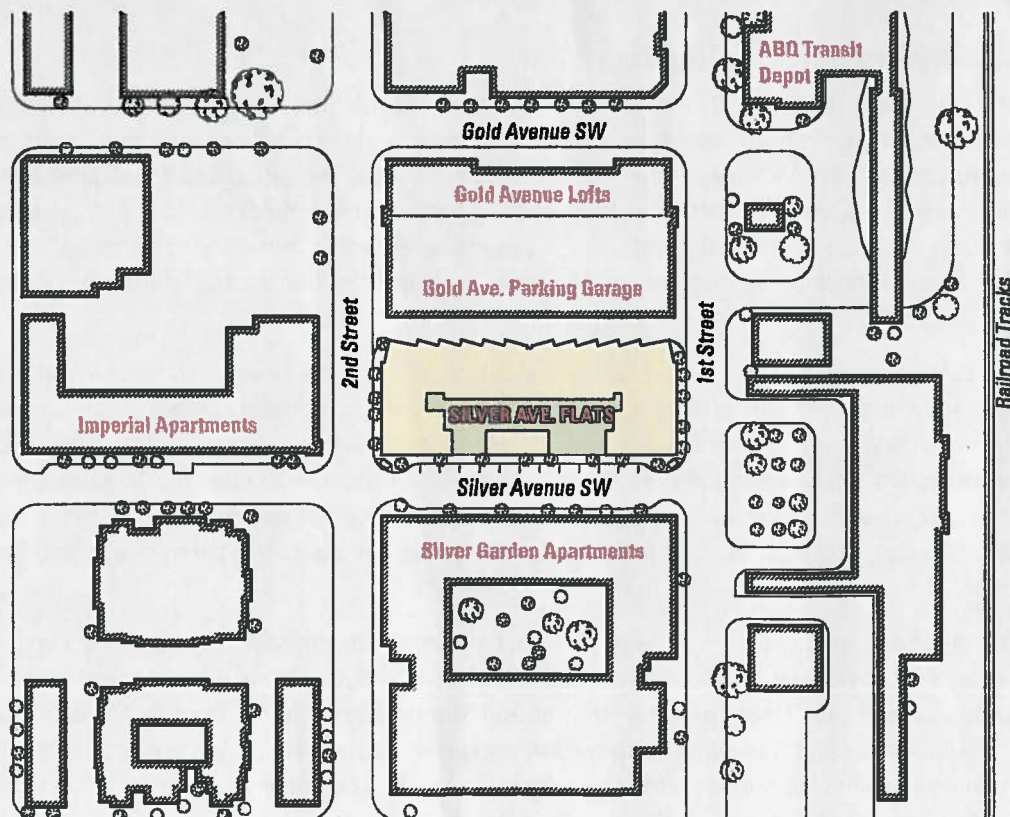 ABQ Transit
Depot
Gold Avenue SW
Gold Avenue Lofts
Gold Ave. Parking Garage
2nd Street
1st Street
Railroad Tracks
SILVER AVE. FLATS
Imperial Apartments
Silver Avenue SW
Silver Garden Apartments